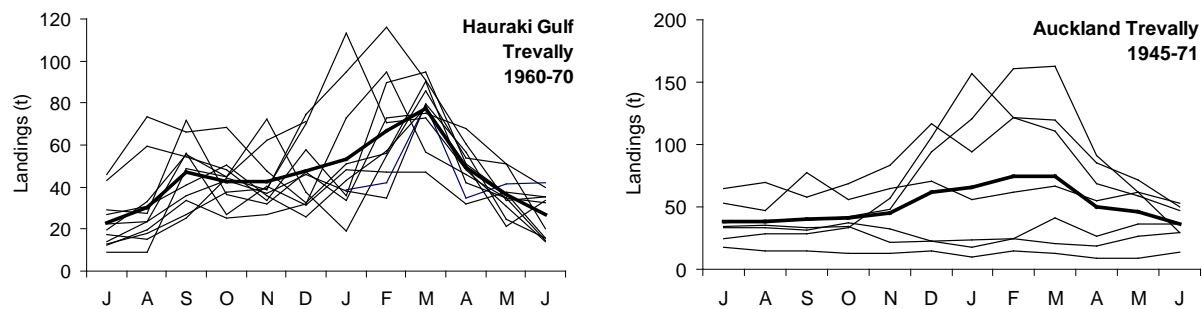 Hauraki Gulf
Trevally
1960-70
Landings (t)
120
100
80
60
40
20
0
J A S O N D J F M A M J
Auckland Trevally
1945-71
Landings (t)
200
150
100
50
0
J A S O N D J F M A M J